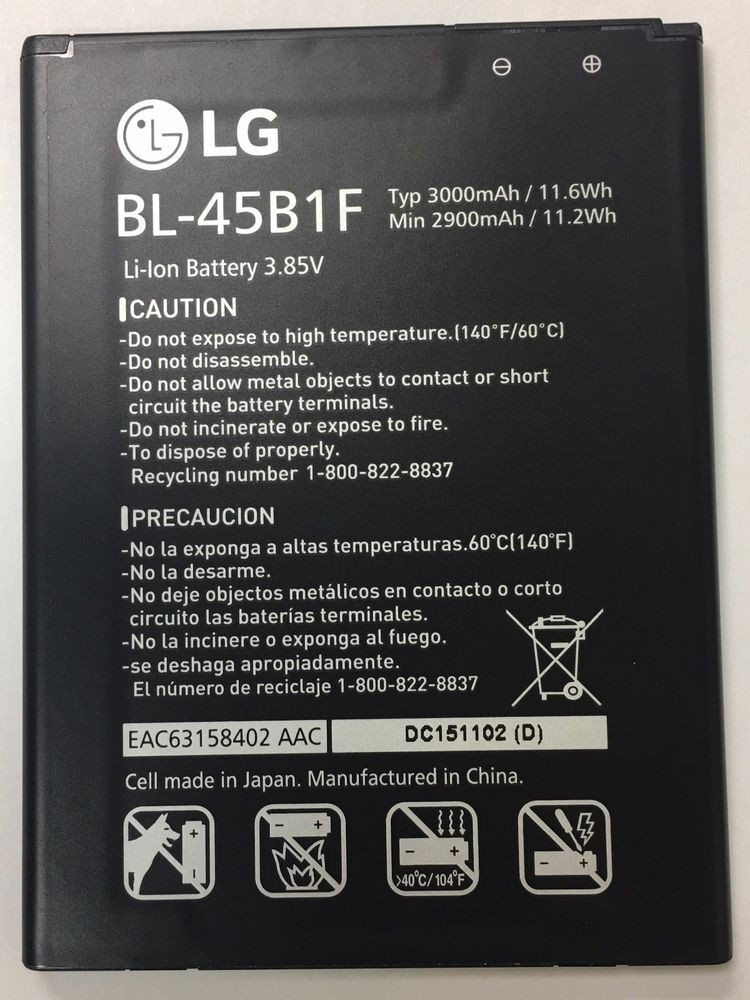 ⊖ ⊕
LG
BL-45B1F
Typ 3000mAh / 11.6Wh
Min 2900mAh / 11.2Wh
Li-Ion Battery 3.85V
CAUTION
-Do not expose to high temperature.(140°F/60°C)
-Do not disassemble.
-Do not allow metal objects to contact or short
circuit the battery terminals.
-Do not incinerate or expose to fire.
-To dispose of properly.
Recycling number 1-800-822-8837
PRECAUCION
-No la exponga a altas temperaturas.60°C(140°F)
-No la desarme.
-No deje objetos metálicos en contacto o corto
circuito las baterías terminales.
-No la incinere o exponga al fuego.
-se deshaga apropiadamente.
El número de reciclaje 1-800-822-8837
EAC63158402 AAC DC151102 (D)
Cell made in Japan. Manufactured in China.
+ -
- +
- +
>40°C/104°F
- +